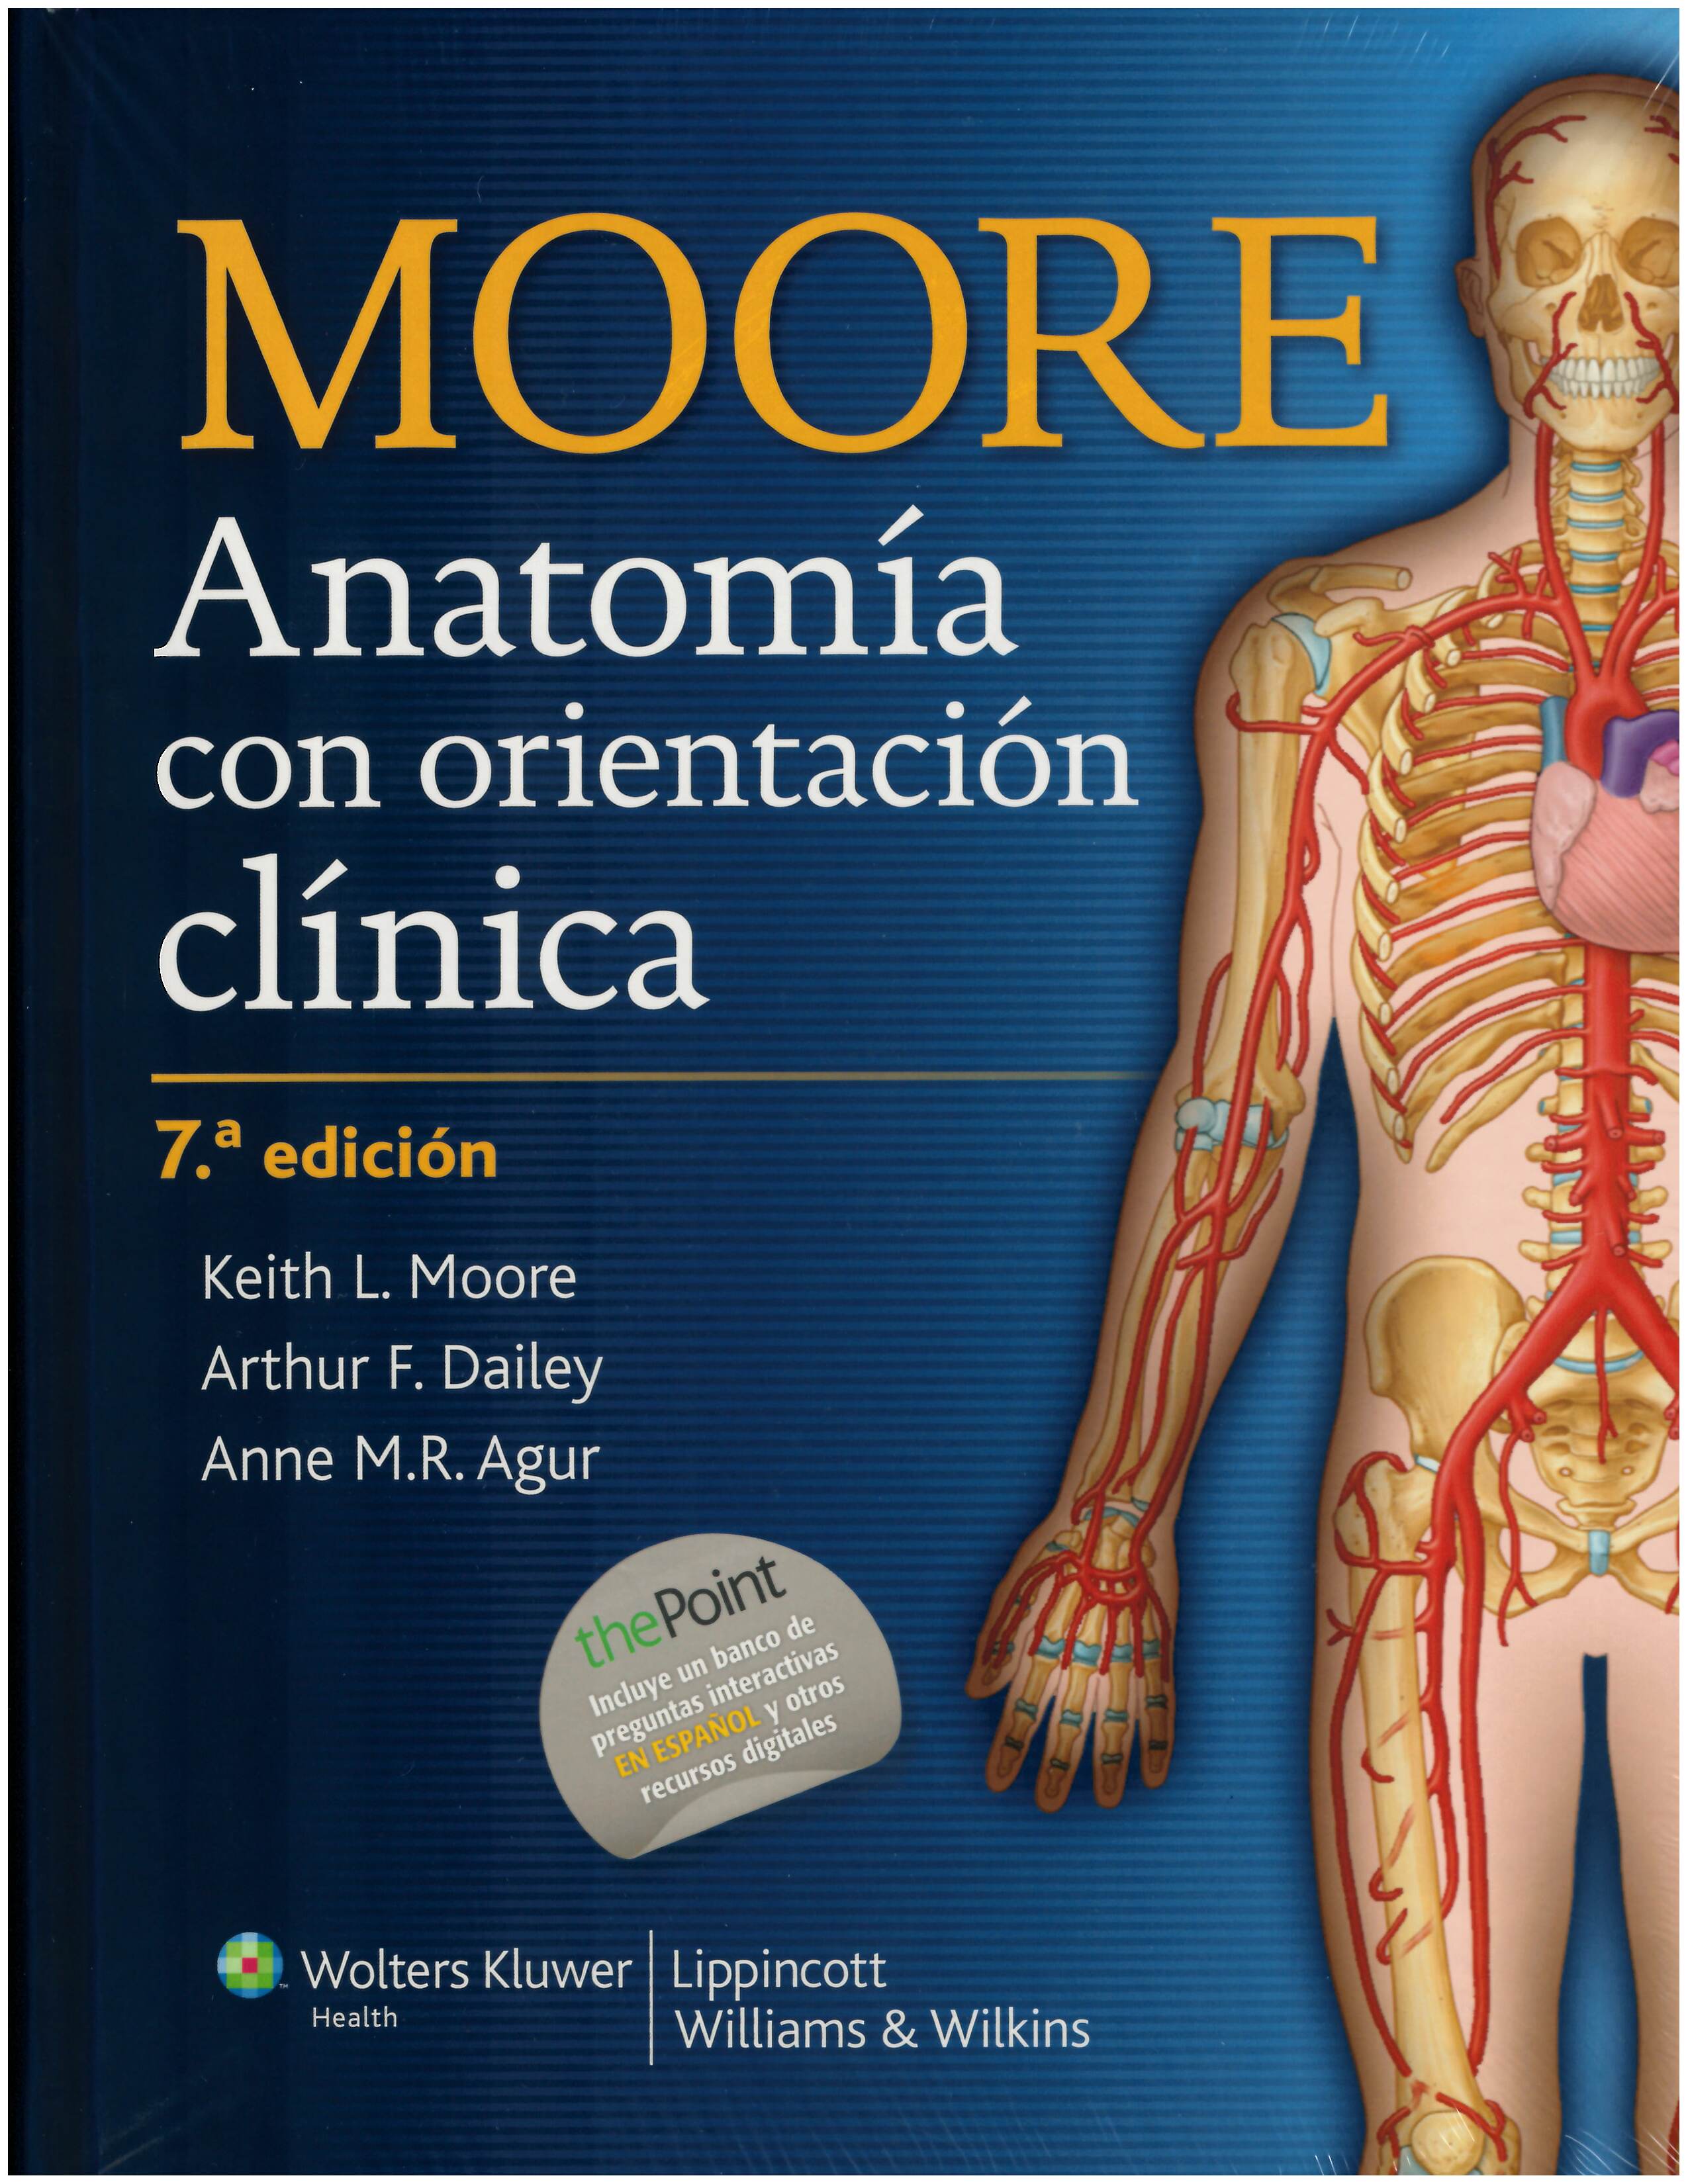 MOORE
Anatomía
con orientación
clínica
7.ª edición
Keith L. Moore
Arthur F. Dailey
Anne M.R. Agur
thePoint
Incluye un banco de
preguntas interactivas
EN ESPAÑOL y otros
recursos digitales
Wolters Kluwer
Health
Lippincott
Williams & Wilkins